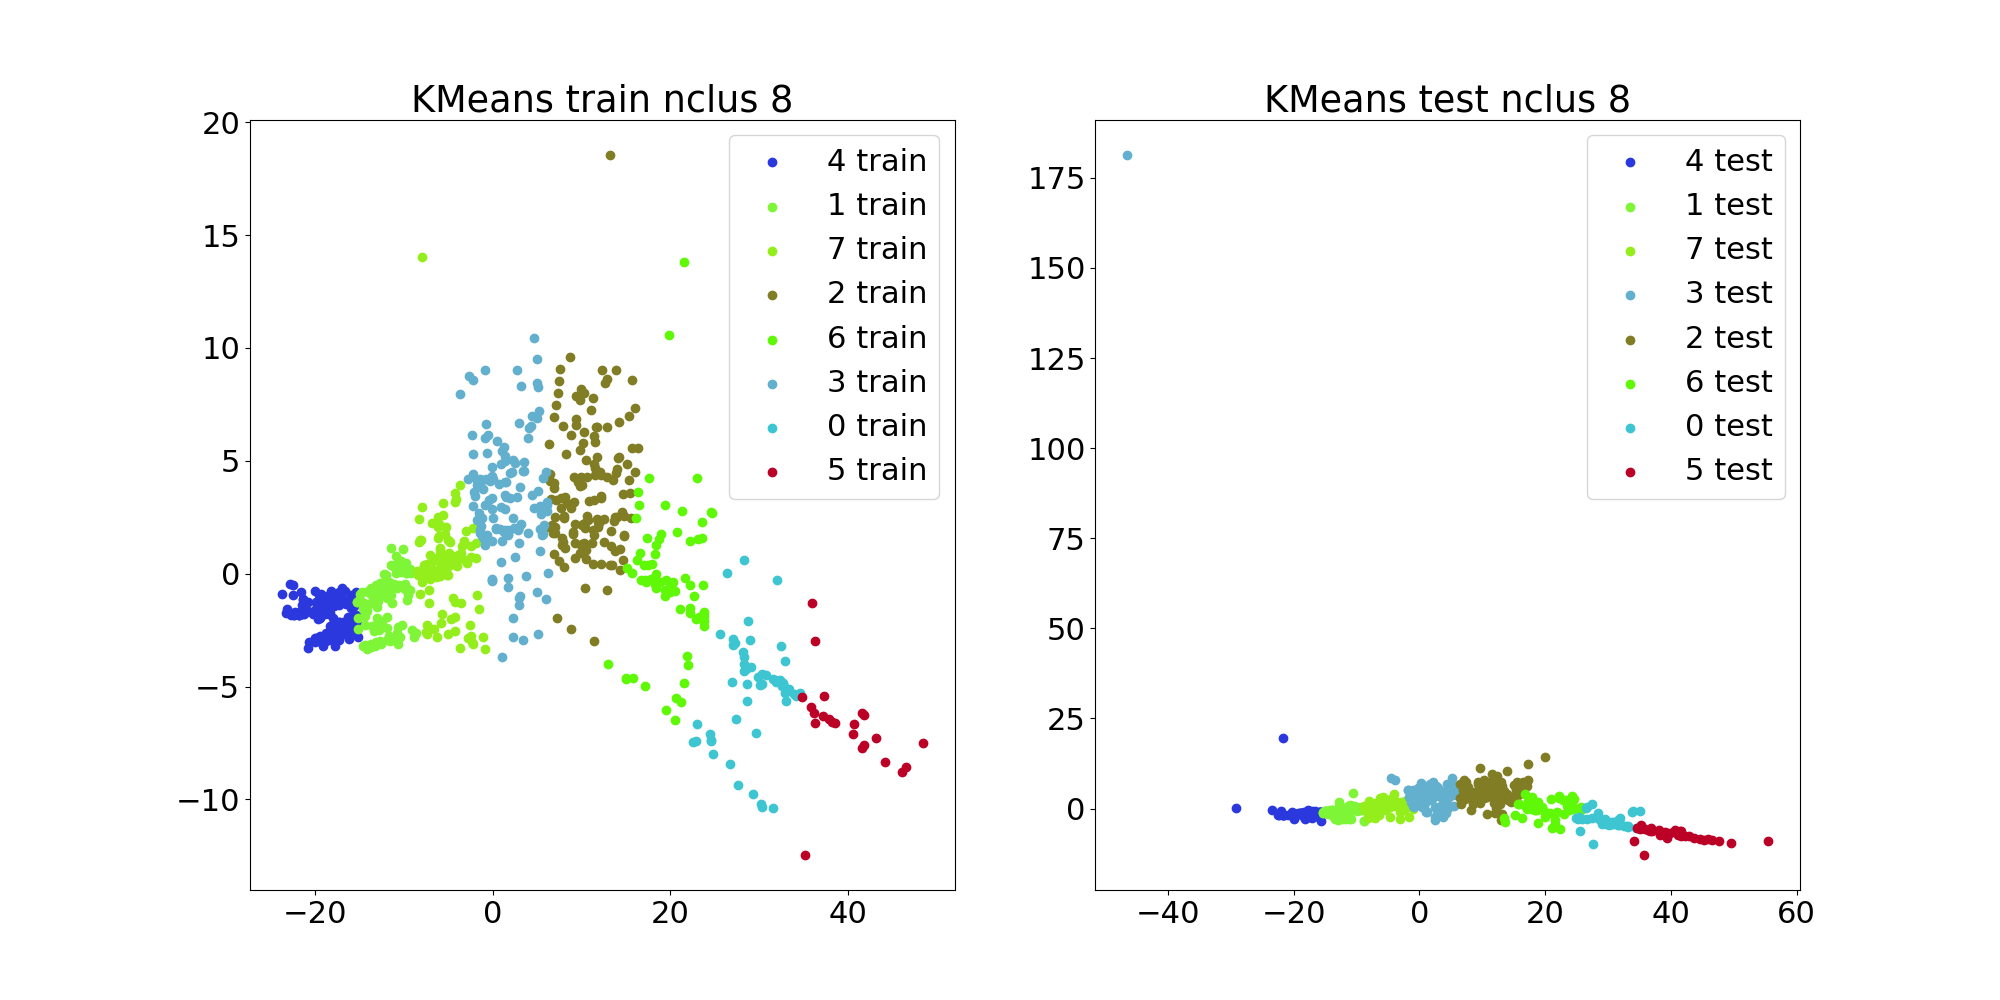 KMeans train nclus 8
20
15
10
5
0
−5
−10
−20
0
20
40
4 train
1 train
7 train
2 train
6 train
3 train
0 train
5 train
KMeans test nclus 8
175
150
125
100
75
50
25
0
−40
−20
0
20
40
60
4 test
1 test
7 test
3 test
2 test
6 test
0 test
5 test